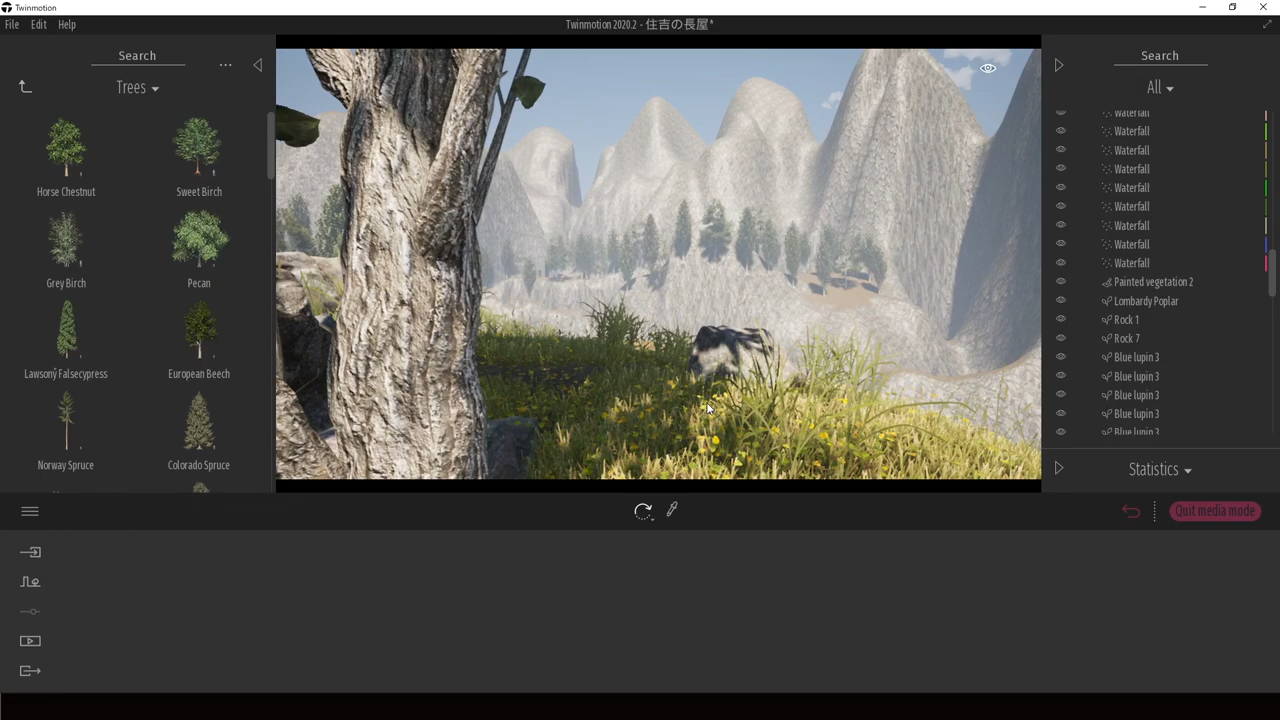 Twinmotion
File Edit Help
Twinmotion 2020.2 - 住吉の長屋*
Search
...
Trees
Horse Chestnut
Sweet Birch
Grey Birch
Pecan
Lawsony Falsecypress
European Beech
Norway Spruce
Colorado Spruce
Search
All
Waterfall
Waterfall
Waterfall
Waterfall
Waterfall
Waterfall
Waterfall
Waterfall
Waterfall
Painted vegetation 2
Lombardy Poplar
Rock 1
Rock 7
Blue lupin 3
Blue lupin 3
Blue lupin 3
Blue lupin 3
Blue lupin 3
Statistics
Quit media mode